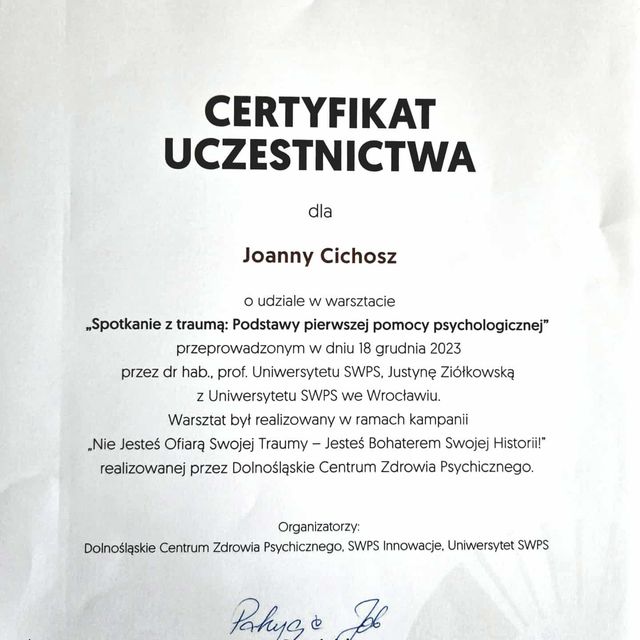 CERTYFIKAT
UCZESTNICTWA
dla
Joanny Cichosz
o udziale w warsztacie
„Spotkanie z traumą: Podstawy pierwszej pomocy psychologicznej”
przeprowadzonym w dniu 18 grudnia 2023
przez dr hab., prof. Uniwersytetu SWPS, Justynę Ziółkowską
z Uniwersytetu SWPS we Wrocławiu.
Warsztat był realizowany w ramach kampanii
„Nie Jesteś Ofiarą Swojej Traumy – Jesteś Bohaterem Swojej Historii!”
realizowanej przez Dolnośląskie Centrum Zdrowia Psychicznego.
Organizatorzy:
Dolnośląskie Centrum Zdrowia Psychicznego, SWPS Innowacje, Uniwersytet SWPS